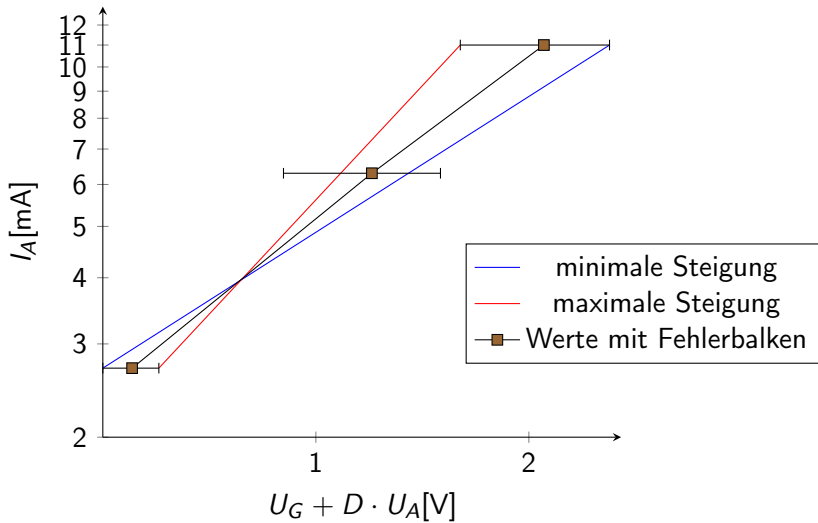 12
11
10
9
8
7
6
5
4
3
2
I_A[mA]
minimale Steigung
maximale Steigung
Werte mit Fehlerbalken
1 2
U_G + D · U_A[V]